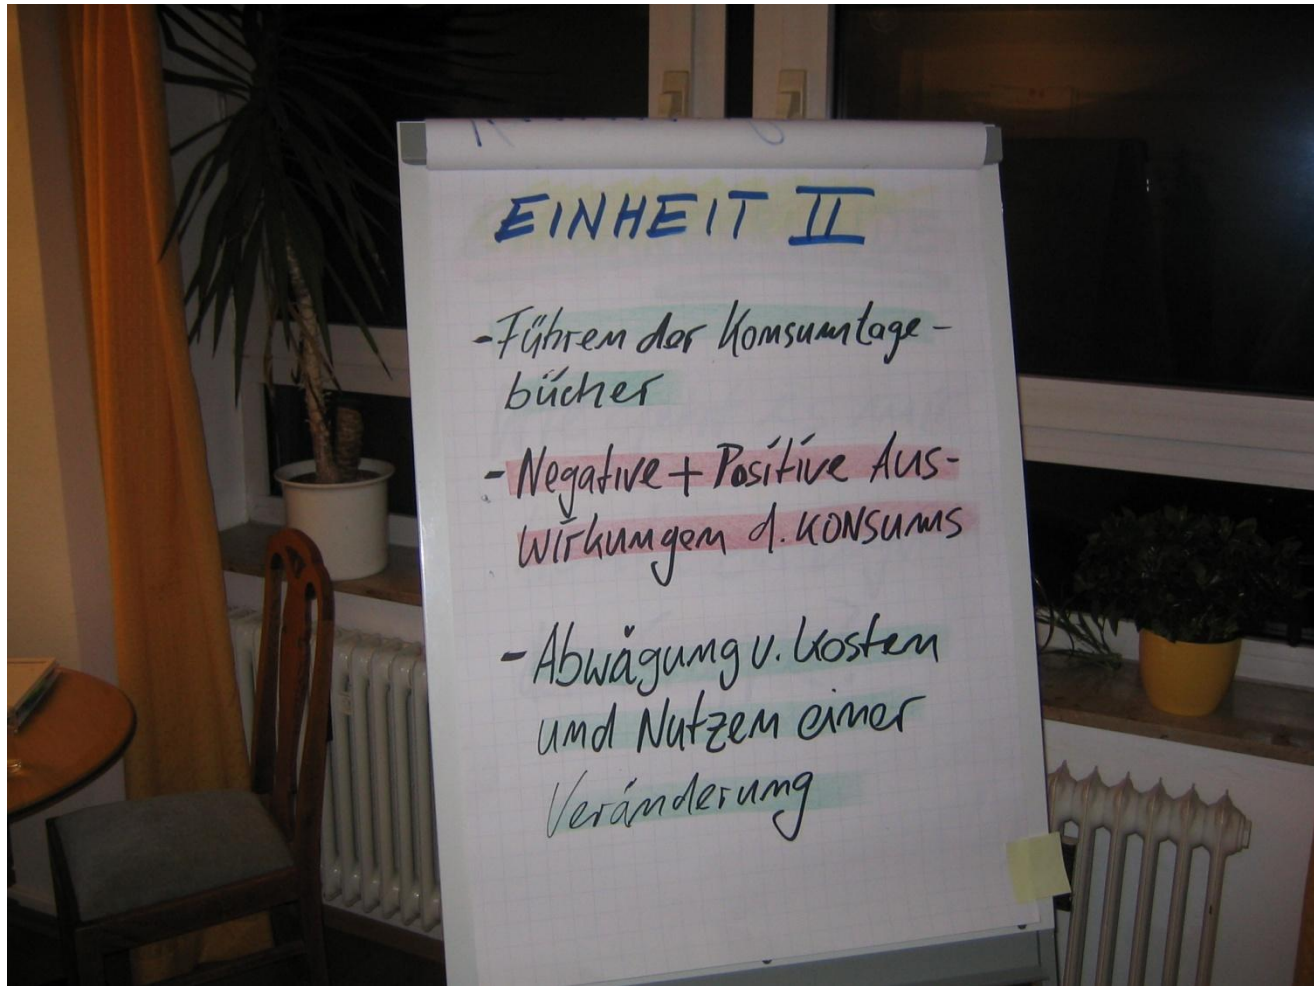 EINHEIT II
- Führen der Konsumtage-
bücher
- Negative + Positive Aus-
wirkungen d. KONSUMS
- Abwägung v. Kosten
und Nutzen einer
Veränderung